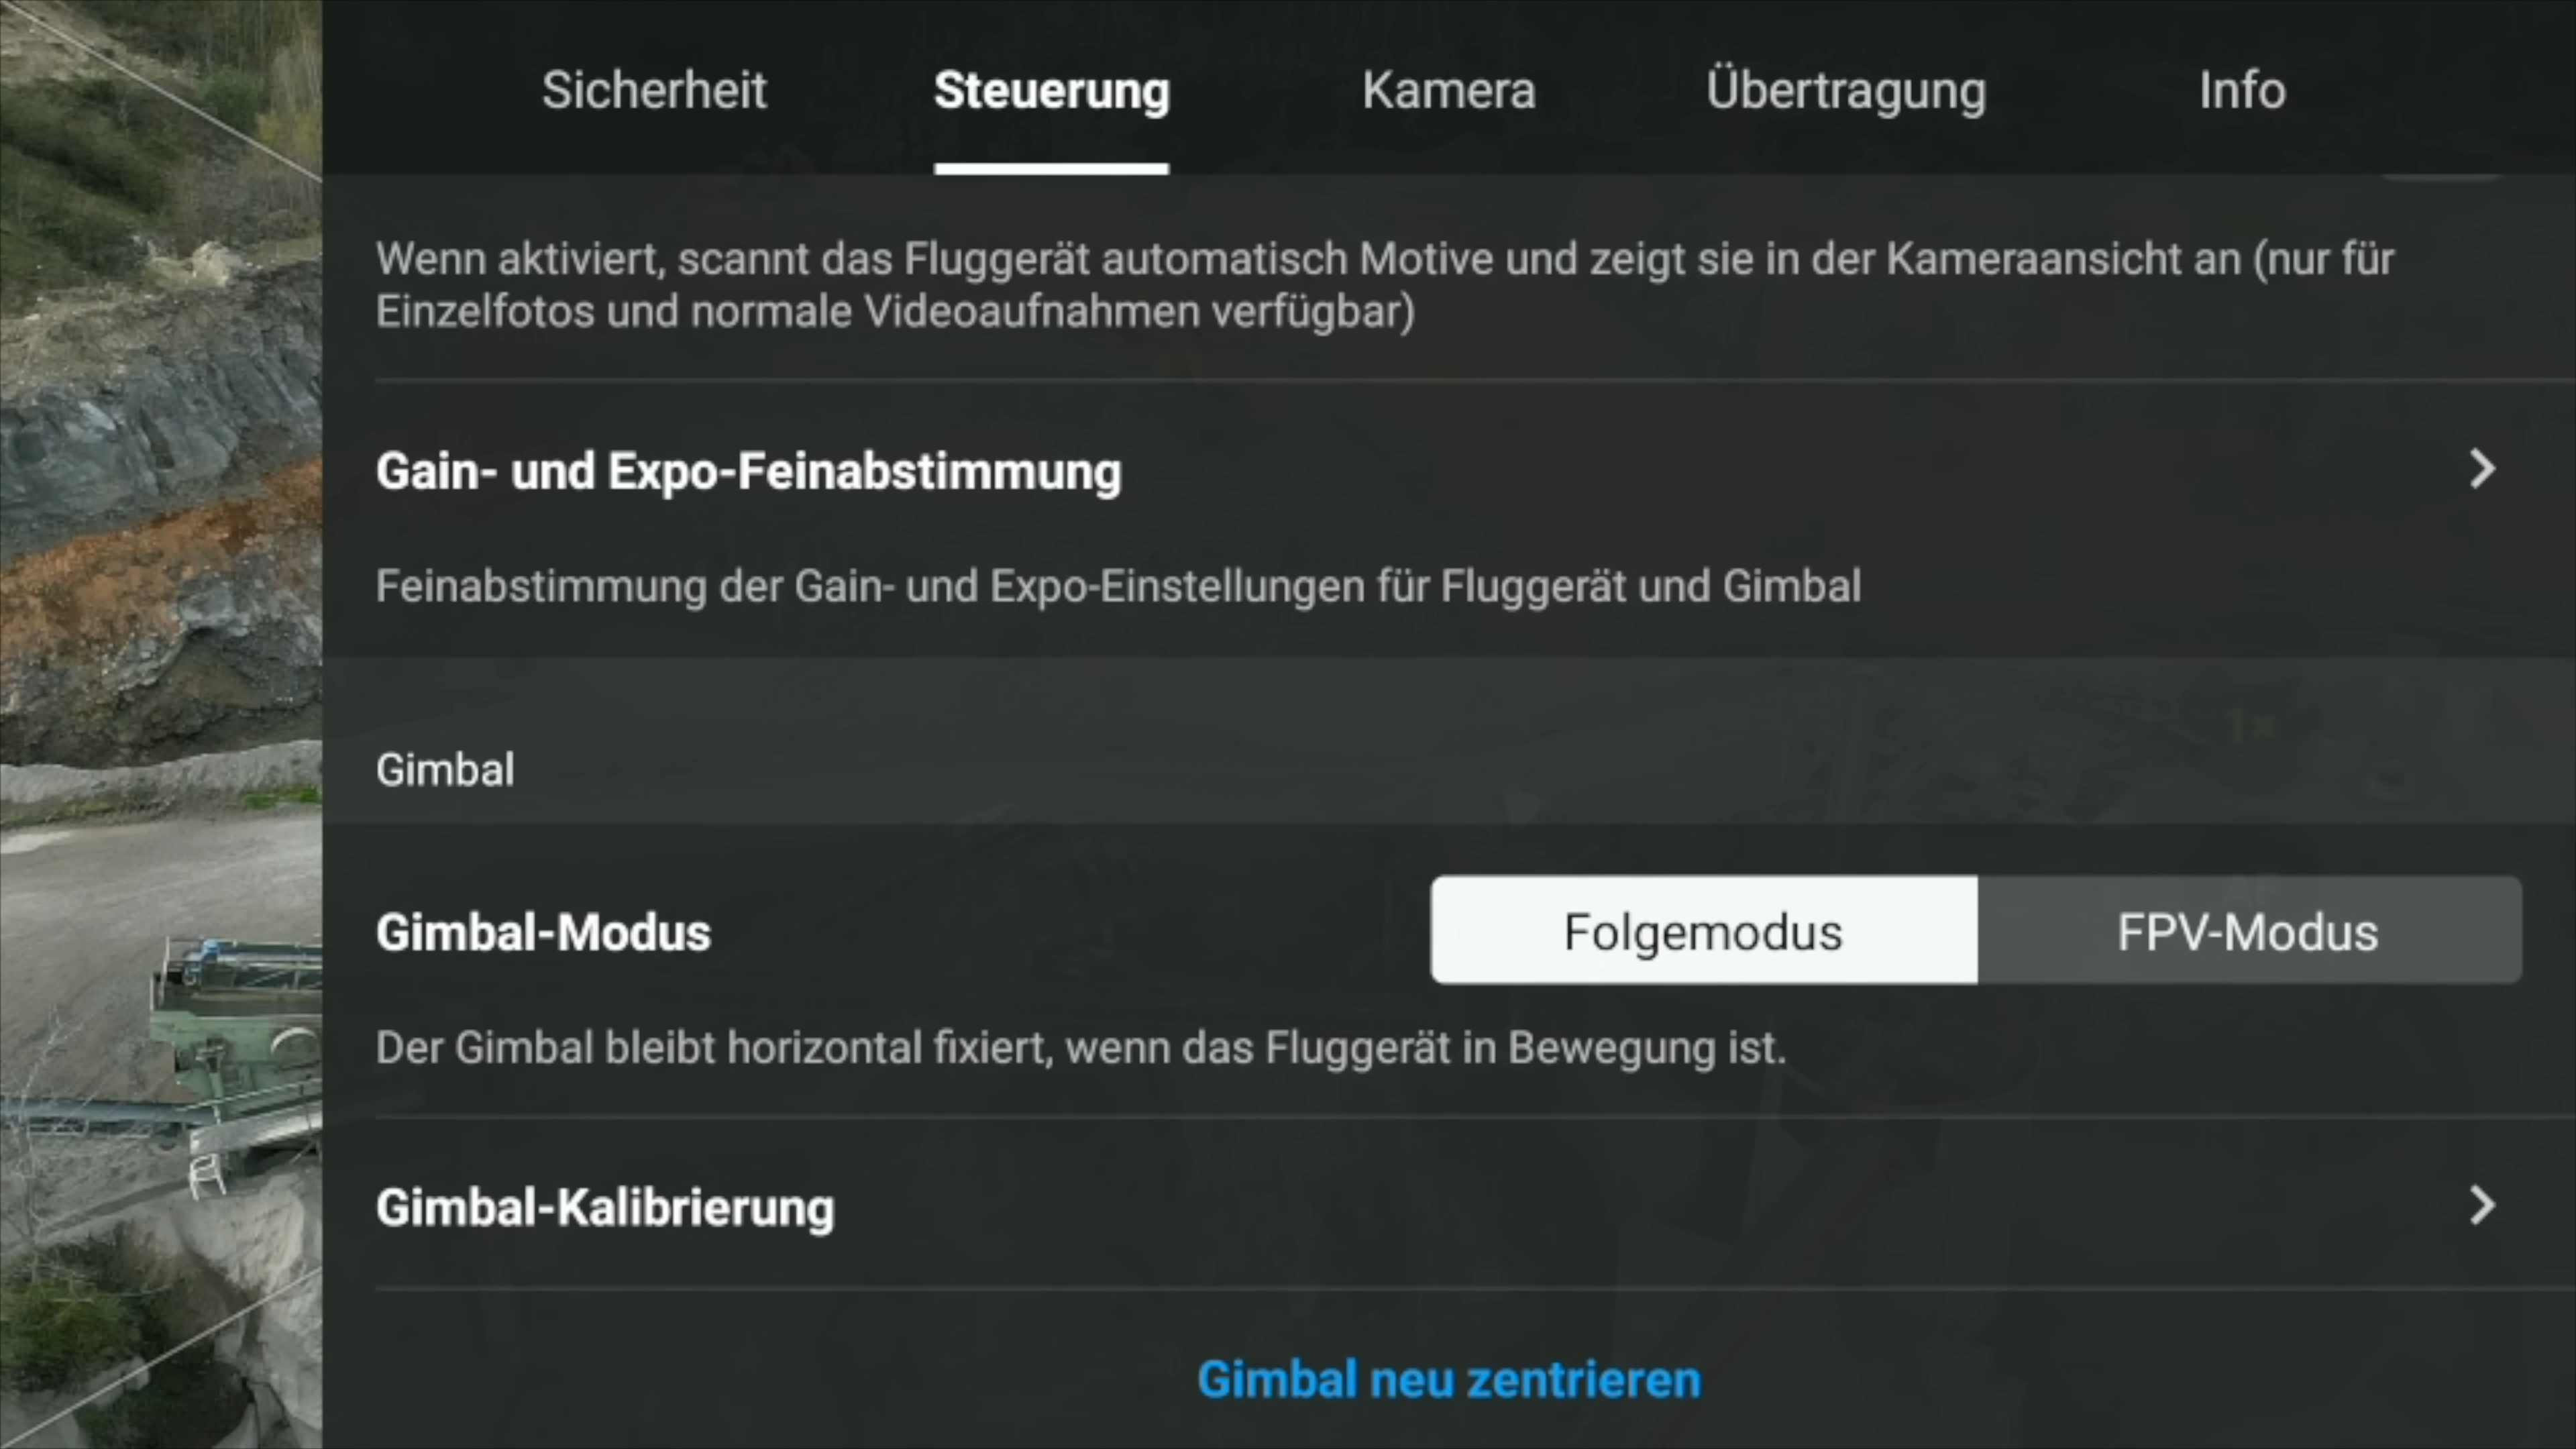 Sicherheit Steuerung Kamera Übertragung Info
Wenn aktiviert, scannt das Fluggerät automatisch Motive und zeigt sie in der Kameraansicht an (nur für
Einzelfotos und normale Videoaufnahmen verfügbar)
Gain- und Expo-Feinabstimmung
Feinabstimmung der Gain- und Expo-Einstellungen für Fluggerät und Gimbal
1×
Gimbal
AF
Gimbal-Modus Folgemodus FPV-Modus
Der Gimbal bleibt horizontal fixiert, wenn das Fluggerät in Bewegung ist.
Gimbal-Kalibrierung
Gimbal neu zentrieren